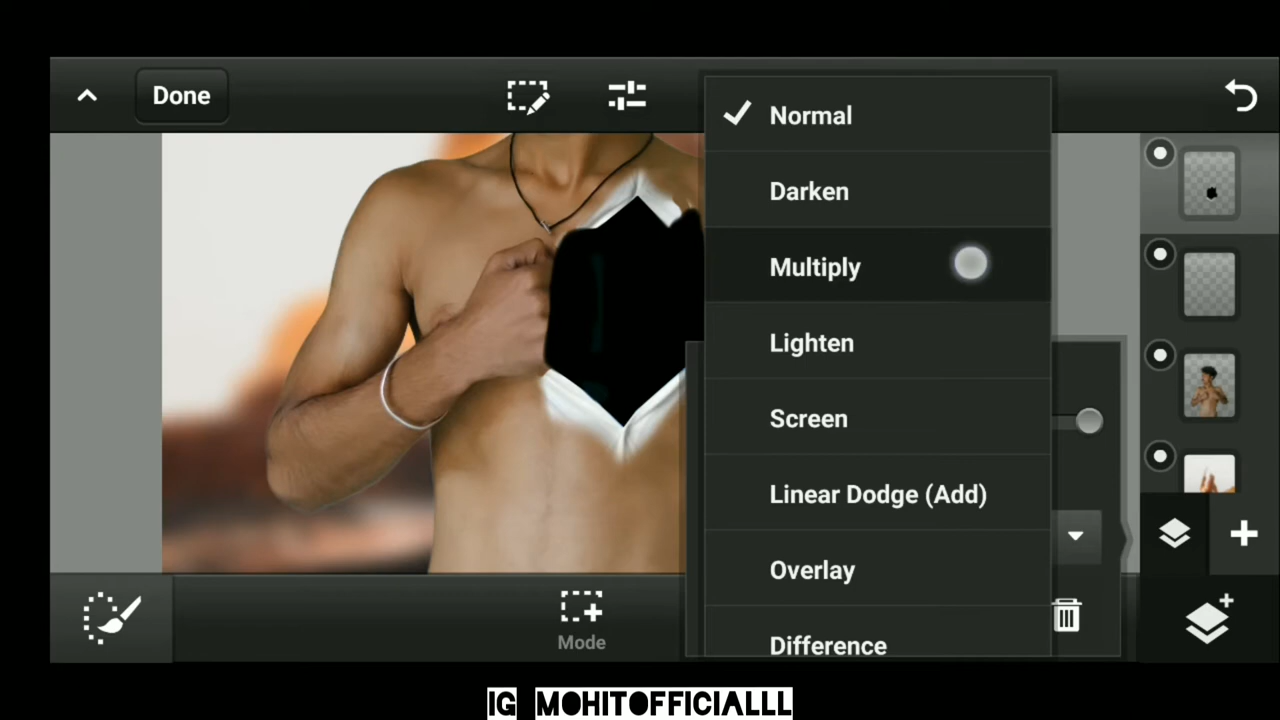 Done
Normal
Darken
Multiply
Lighten
Screen
Linear Dodge (Add)
Overlay
Difference
Mode
IG MOHITOFFICIALLL